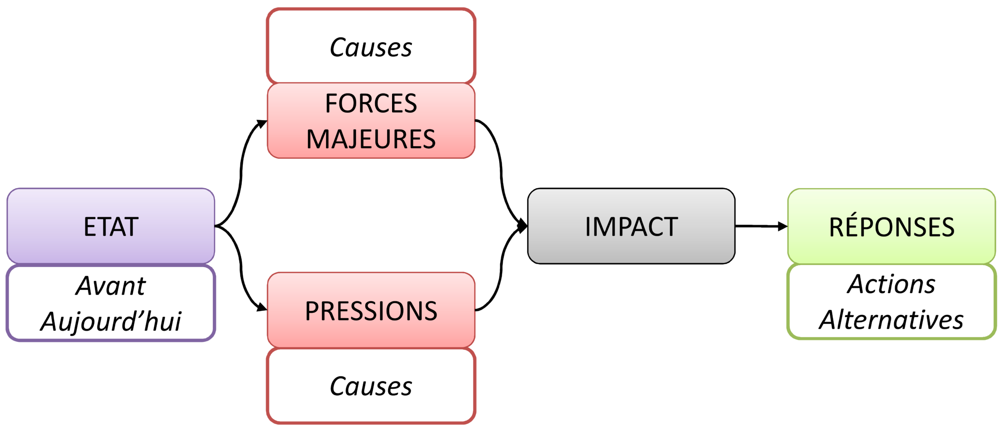 Causes
FORCES
MAJEURES
ETAT
Avant
Aujourd’hui
PRESSIONS
Causes
IMPACT
RÉPONSES
Actions
Alternatives